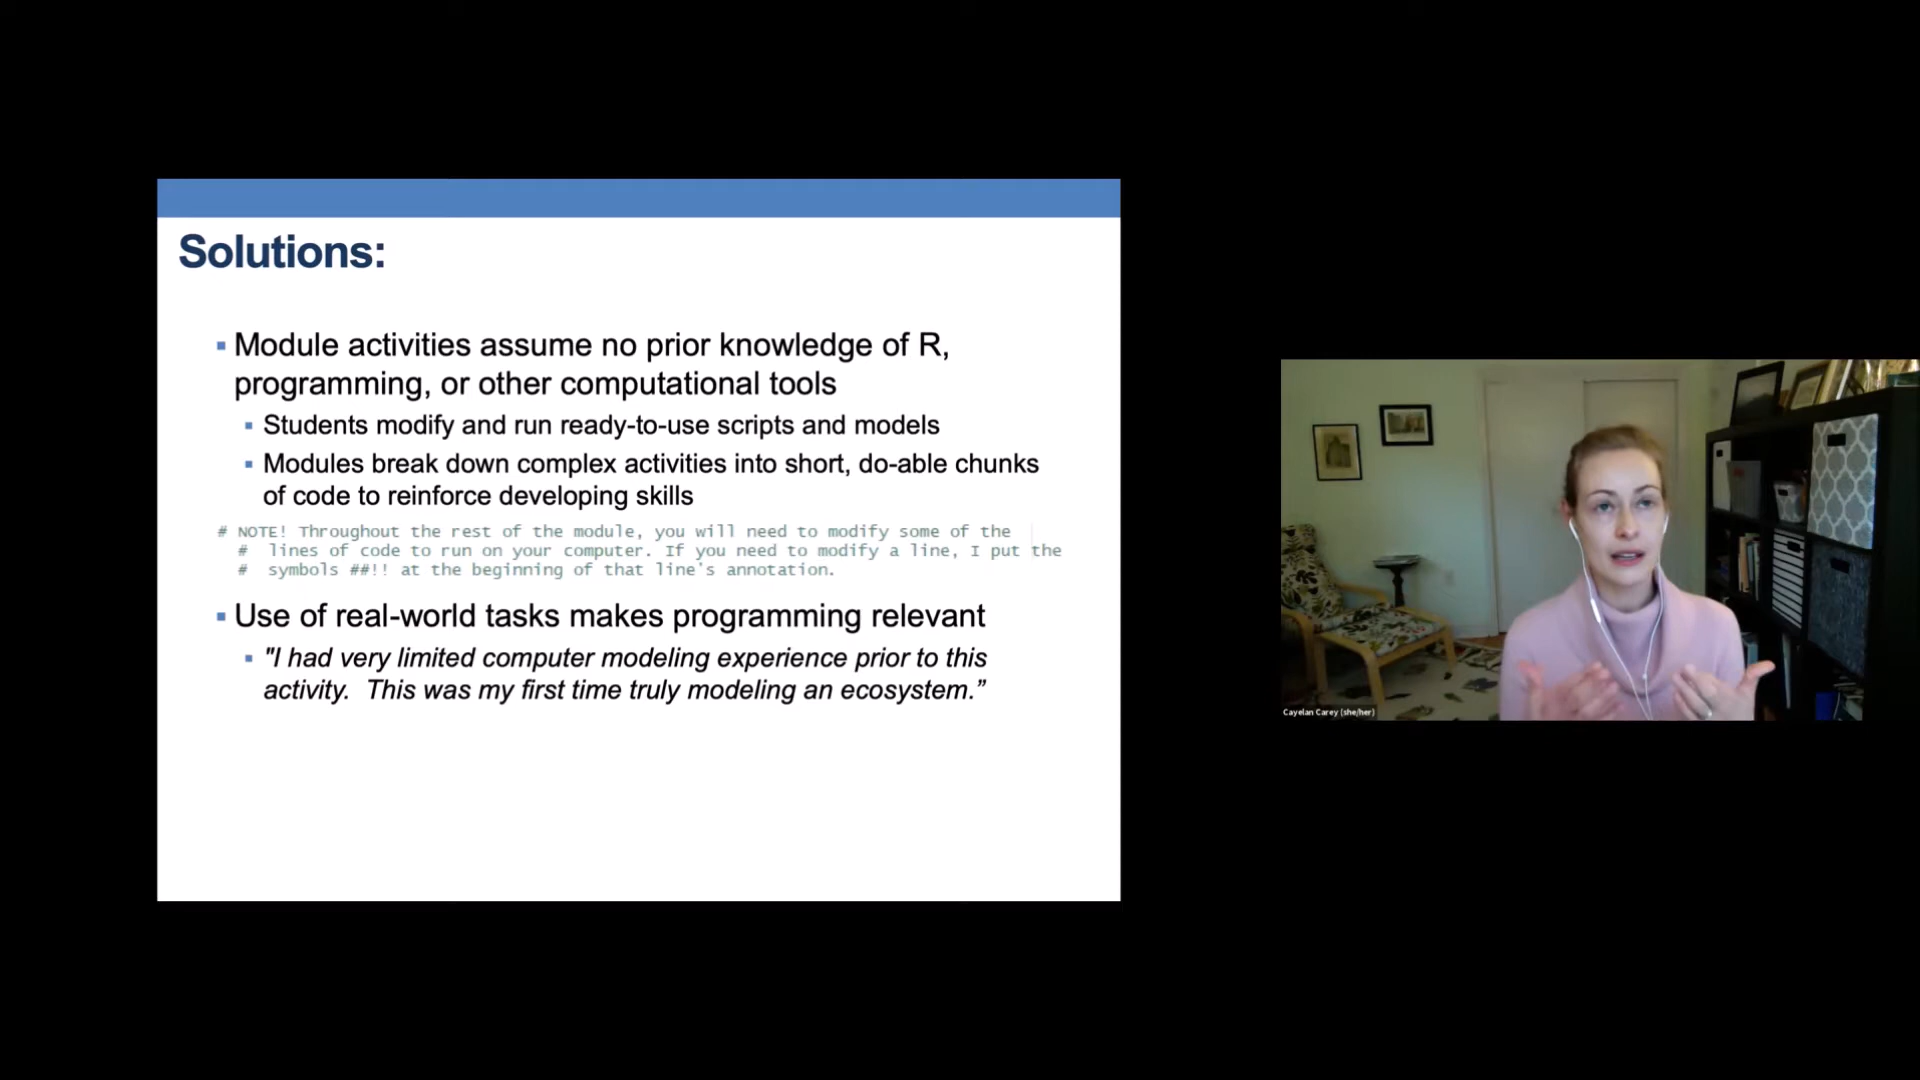 Solutions:
▪ Module activities assume no prior knowledge of R,
programming, or other computational tools
▪ Students modify and run ready-to-use scripts and models
▪ Modules break down complex activities into short, do-able chunks
of code to reinforce developing skills
# NOTE! Throughout the rest of the module, you will need to modify some of the
# lines of code to run on your computer. If you need to modify a line, I put the
# symbols ##!! at the beginning of that line's annotation.
▪ Use of real-world tasks makes programming relevant
▪ "I had very limited computer modeling experience prior to this
activity. This was my first time truly modeling an ecosystem.”
Cayelan Carey (she/her)